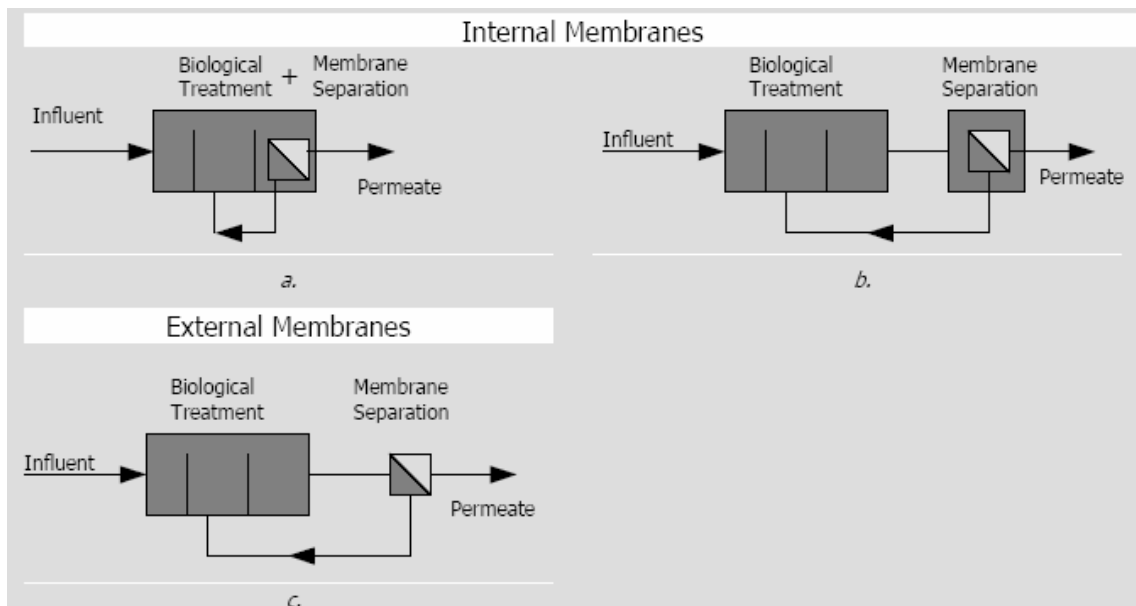 Internal Membranes
Biological
Treatment
+
Membrane
Separation
Influent
Permeate
a.
Biological
Treatment
Membrane
Separation
Influent
Permeate
b.
External Membranes
Biological
Treatment
Membrane
Separation
Influent
Permeate
c.